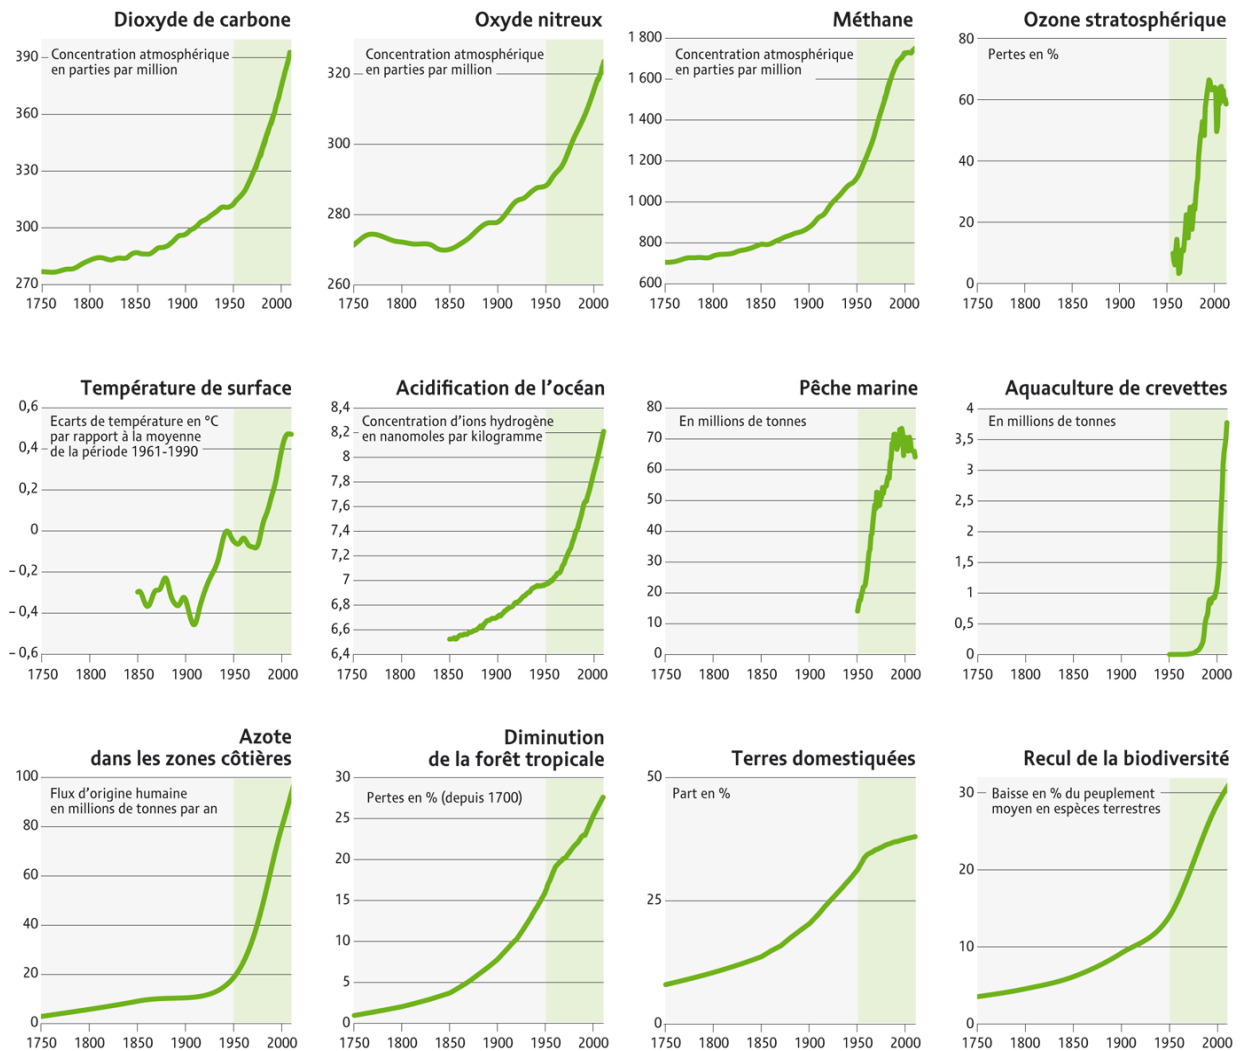 Dioxyde de carbone
Concentration atmosphérique
en parties par million
390
360
330
300
270
1750 1800 1850 1900 1950 2000
Oxyde nitreux
Concentration atmosphérique
en parties par million
320
300
280
260
1750 1800 1850 1900 1950 2000
Méthane
Concentration atmosphérique
en parties par million
1 800
1 600
1 400
1 200
1 000
800
600
1750 1800 1850 1900 1950 2000
Ozone stratosphérique
Pertes en %
80
60
40
20
0
1750 1800 1850 1900 1950 2000
Température de surface
Ecarts de température en °C
par rapport à la moyenne
de la période 1961-1990
0,6
0,4
0,2
0
– 0,2
– 0,4
– 0,6
1750 1800 1850 1900 1950 2000
Acidification de l’océan
Concentration d’ions hydrogène
en nanomoles par kilogramme
8,4
8,2
8
7,8
7,6
7,4
7,2
7
6,8
6,6
6,4
1750 1800 1850 1900 1950 2000
Pêche marine
En millions de tonnes
80
70
60
50
40
30
20
10
0
1750 1800 1850 1900 1950 2000
Aquaculture de crevettes
En millions de tonnes
4
3,5
3
2,5
2
1,5
1
0,5
0
1750 1800 1850 1900 1950 2000
Azote
dans les zones côtières
Flux d’origine humaine
en millions de tonnes par an
100
80
60
40
20
0
1750 1800 1850 1900 1950 2000
Diminution
de la forêt tropicale
Pertes en % (depuis 1700)
30
25
20
15
10
5
0
1750 1800 1850 1900 1950 2000
Terres domestiquées
Part en %
50
25
0
1750 1800 1850 1900 1950 2000
Recul de la biodiversité
Baisse en % du peuplement
moyen en espèces terrestres
30
20
10
0
1750 1800 1850 1900 1950 2000